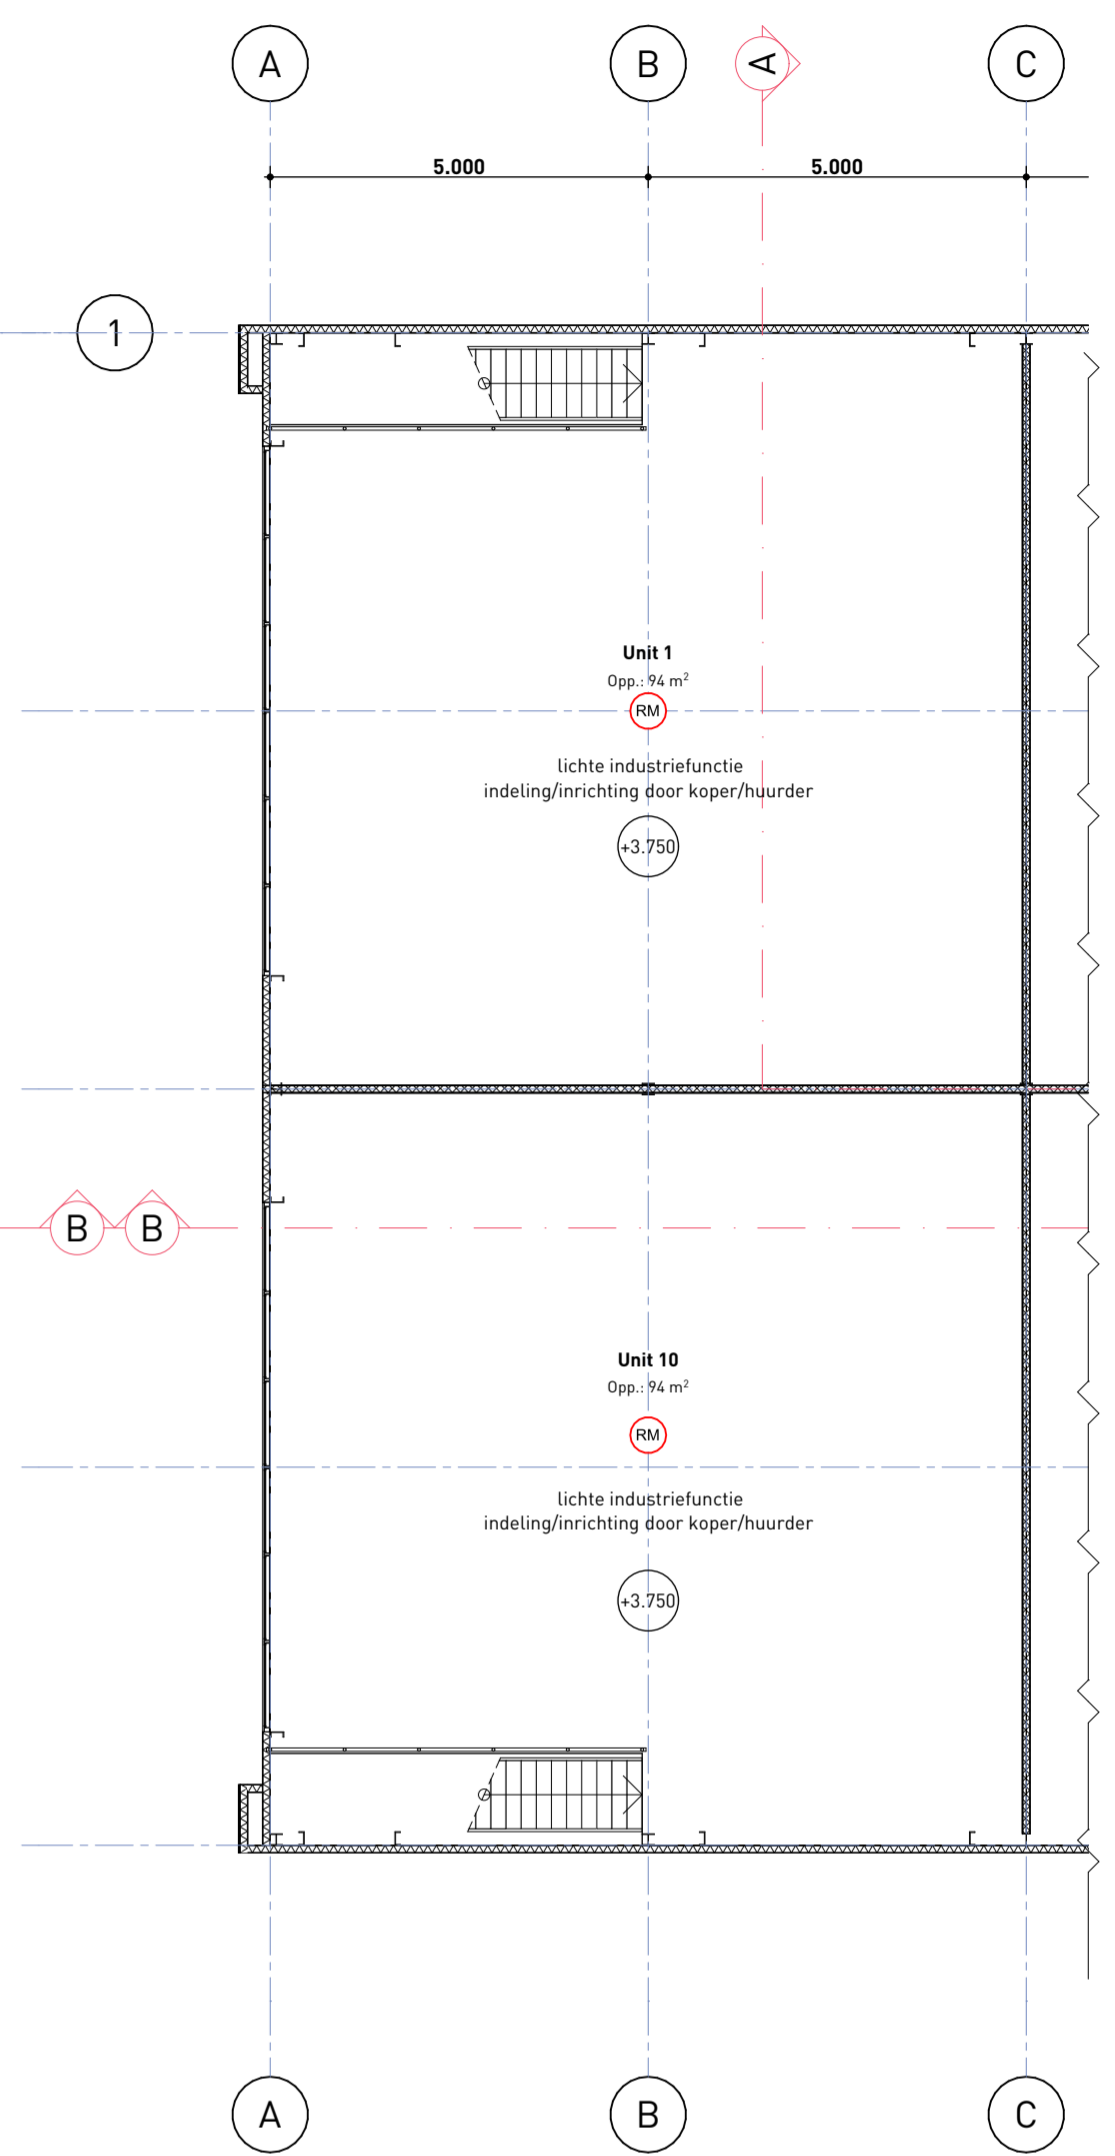 A B A C
5.000 5.000
1
Unit 1
Opp.: 94 m²
RM
lichte industriefunctie
indeling/inrichting door koper/huurder
+3.750
B B
Unit 10
Opp.: 94 m²
RM
lichte industriefunctie
indeling/inrichting door koper/huurder
+3.750
A B C